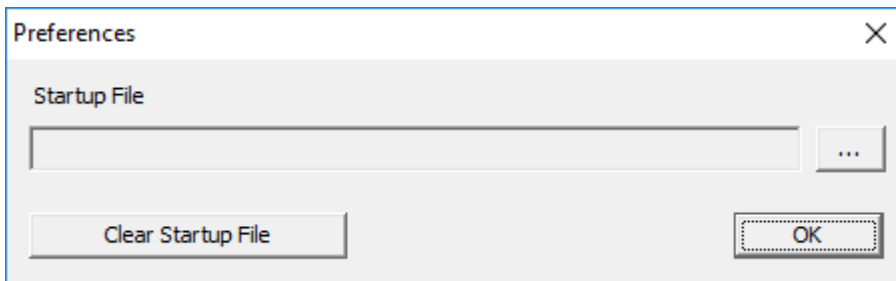 Preferences
Startup File
...
Clear Startup File
OK